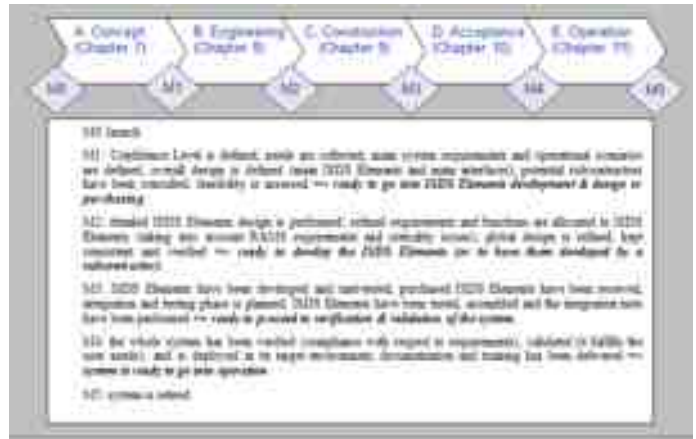 A. Concept
(Chapter 7)
B. Engineering
(Chapter 8)
C. Construction
(Chapter 9)
D. Acceptance
(Chapter 10)
E. Operation
(Chapter 11)
M0
M1
M2
M3
M4
M5
M0: launch
M1: Confidence Level is defined, needs are collected, main system requirements and operational scenarios
are defined, overall design is defined (main ISDS Elements and main interfaces), potential subcontractors
have been consulted, feasibility is assessed => ready to go into ISDS Elements development & design or
purchasing
M2: detailed ISDS Elements design is performed, refined requirements and functions are allocated to ISDS
Elements, taking into account RAMS requirements and criticality issues, global design is refined, kept
consistent and verified => ready to develop the ISDS Elements (or to have them developed by a
subcontractor)
M3: ISDS Elements have been developed and unit-tested, purchased ISDS Elements have been received,
integration and testing phase is planned, ISDS Elements have been tested, assembled and the integration tests
have been performed => ready to proceed to verification & validation of the system
M4: the whole system has been verified (compliance with respect to requirements), validated (it fulfils the
user needs), and is deployed in its target environment, documentation and training has been delivered =>
system is ready to go into operation
M5: system is retired